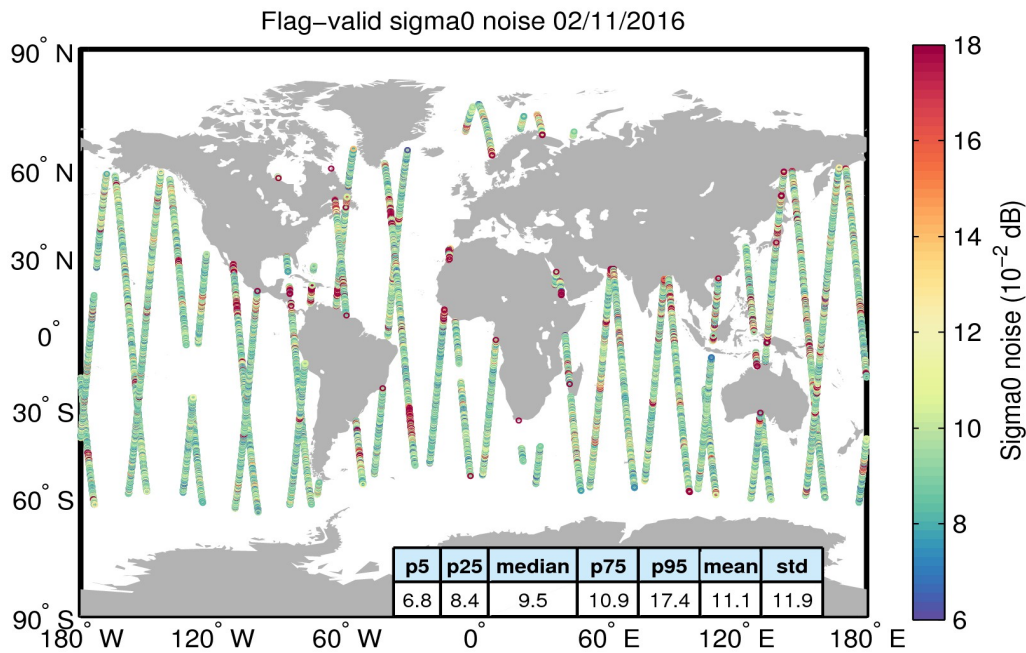 Flag−valid sigma0 noise 02/11/2016
90° N
60° N
30° N
0°
30° S
60° S
90° S
180° W
120° W
60° W
0°
60° E
120° E
180° E
p5 p25 median p75 p95 mean std
6.8 8.4 9.5 10.9 17.4 11.1 11.9
18
16
14
12
10
8
6
Sigma0 noise (10⁻² dB)